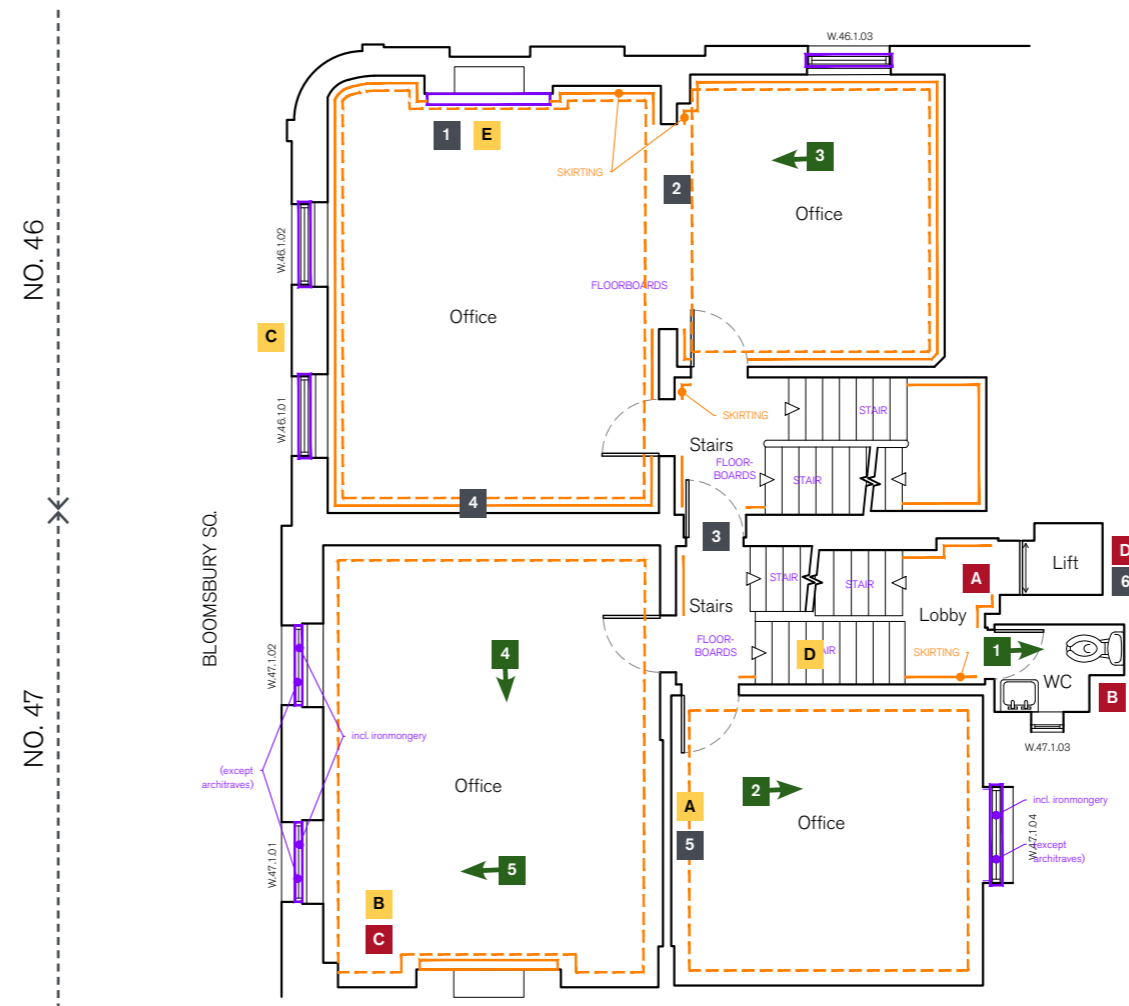 W.46.1.03
1
E
3
SKIRTING
2
Office
NO. 46
W.46.1.02
FLOORBOARDS
Office
C
W.46.1.01
STAIR
SKIRTING
Stairs
FLOOR-
BOARDS
STAIR
4
3
BLOOMSBURY SQ.
D
Lift
6
STAIR
STAIR
A
Stairs
Lobby
FLOOR-
BOARDS
D
AIR
SKIRTING
1
WC
B
4
W.47.1.02
NO. 47
W.47.1.03
incl. ironmongery
(except
architraves)
Office
2
A
incl. ironmongery
Office
5
W.47.1.04
(except
architraves)
W.47.1.01
5
B
C